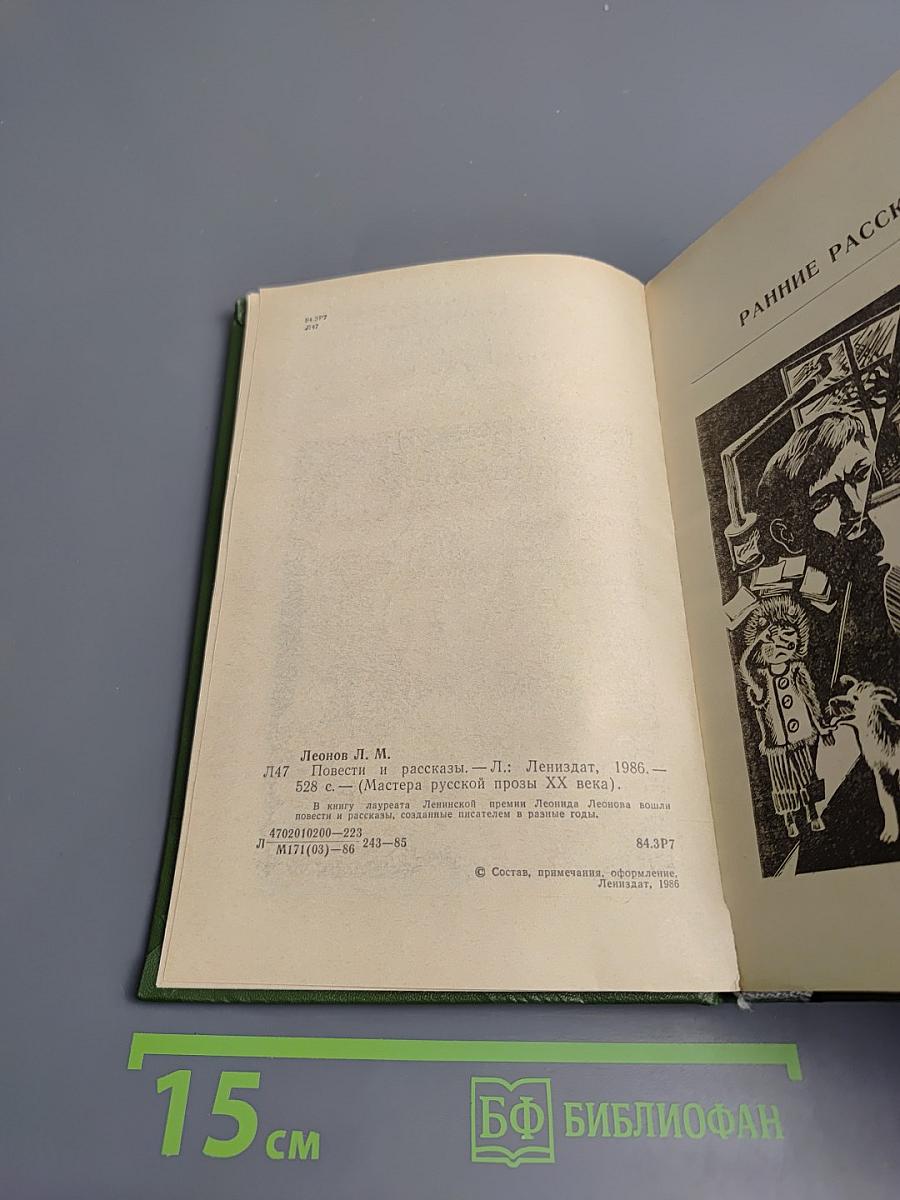 84.3Р7
Л47
Леонов Л. М.
Л47 Повести и рассказы. — Л.: Лениздат, 1986. —
528 с. — (Мастера русской прозы XX века).
В книгу лауреата Ленинской премии Леонида Леонова вошли
повести и рассказы, созданные писателем в разные годы.
Л 4702010200—223
М171(03)—86 243—85 84.3Р7
© Состав, примечания, оформление.
Лениздат, 1986
РАННИЕ РАССК
15 см
БФ БИБЛИОФАН